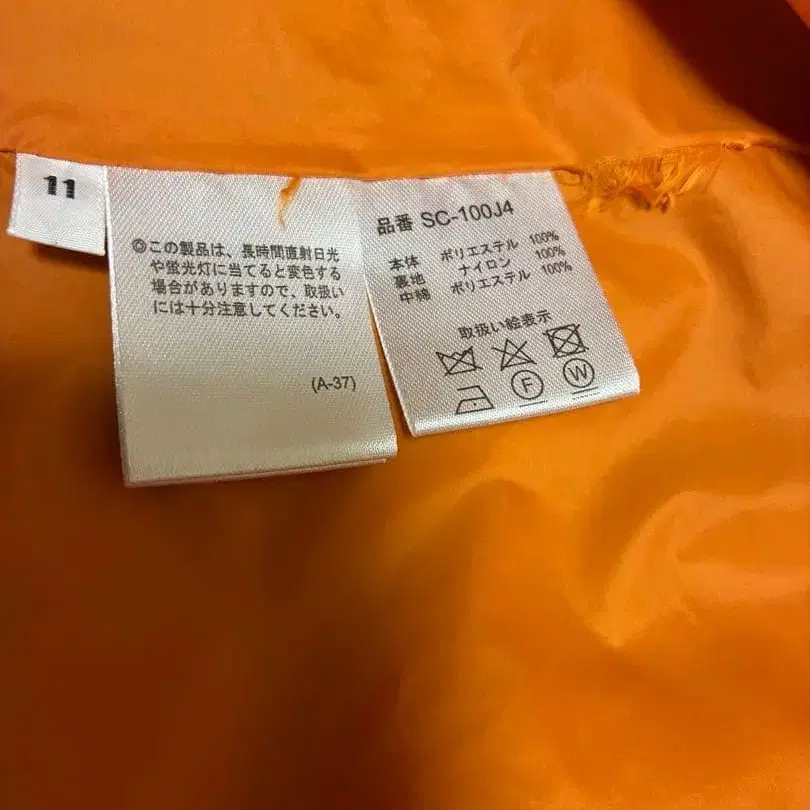 11
◎この製品は、長時間直射日光
や蛍光灯に当てると変色する
場合がありますので、取扱い
には十分注意してください。
(A-37)
品番 SC-100J4
本体 ポリエステル 100%
裏地 ナイロン 100%
中綿 ポリエステル 100%
取扱い絵表示
F W